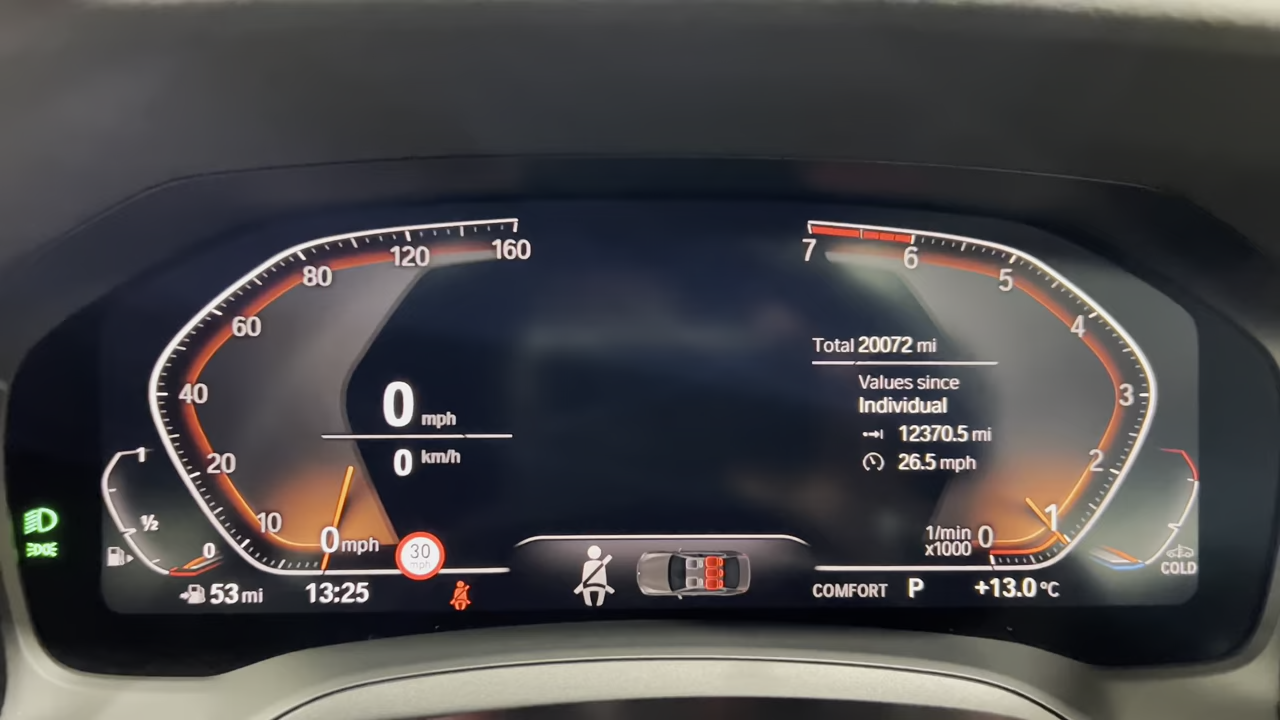 160
120
80
60
40
20
10
0 mph
0 mph
0 km/h
1
½
0
53 mi
13:25
30
mph
7
6
5
4
3
2
1
0
1/min
x1000
Total 20072 mi
Values since
Individual
12370.5 mi
26.5 mph
COMFORT P +13.0 °C
COLD